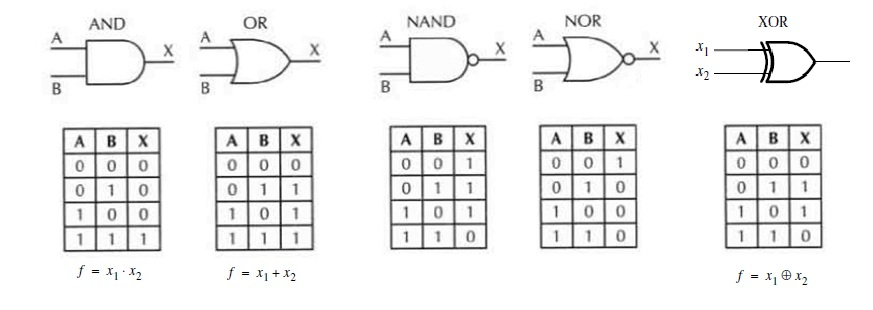 AND
A
B
X
OR
A
B
X
NAND
A
B
X
NOR
A
B
X
XOR
x1
x2
A B X
0 0 0
0 1 0
1 0 0
1 1 1
f = x1 · x2
A B X
0 0 0
0 1 1
1 0 1
1 1 1
f = x1 + x2
A B X
0 0 1
0 1 1
1 0 1
1 1 0
A B X
0 0 1
0 1 0
1 0 0
1 1 0
A B X
0 0 0
0 1 1
1 0 1
1 1 0
f = x1 ⊕ x2